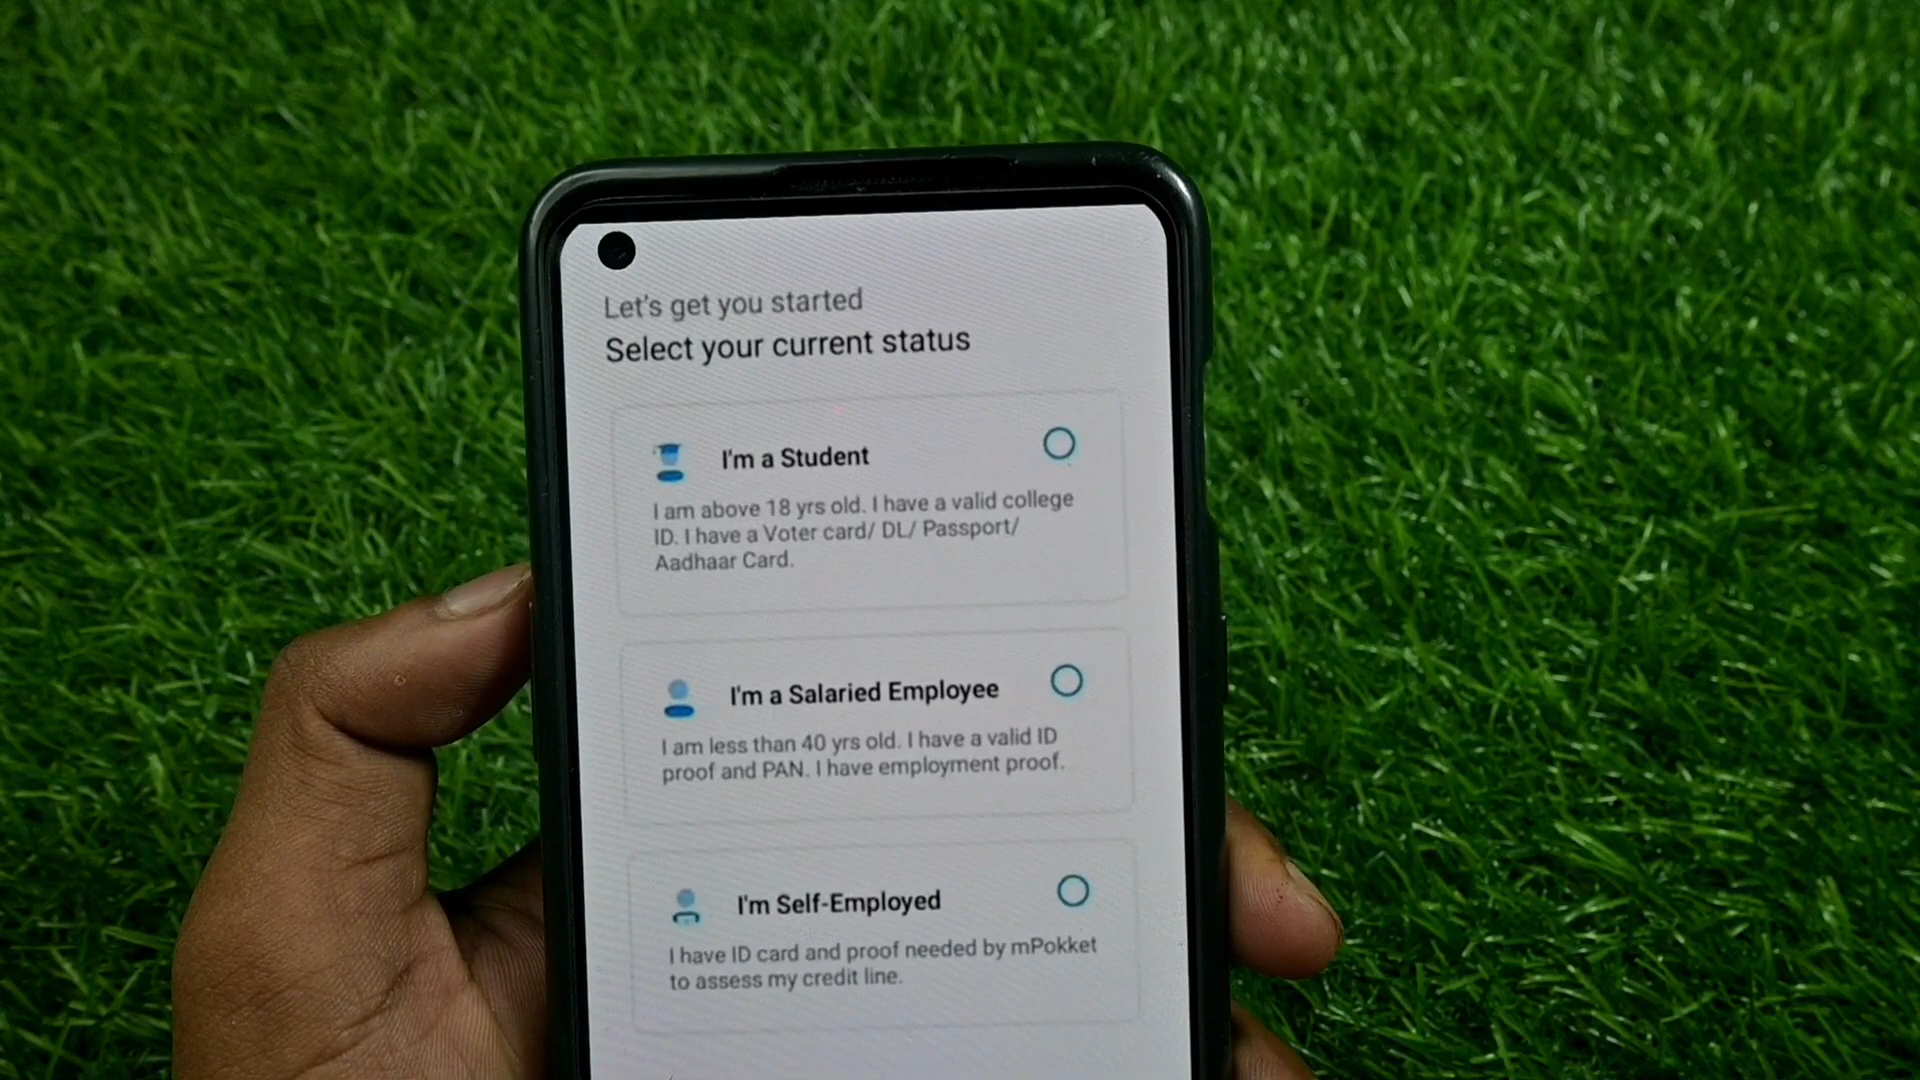 Let's get you started
Select your current status
I'm a Student
I am above 18 yrs old. I have a valid college
ID. I have a Voter card/ DL/ Passport/
Aadhaar Card.
I'm a Salaried Employee
I am less than 40 yrs old. I have a valid ID
proof and PAN. I have employment proof.
I'm Self-Employed
I have ID card and proof needed by mPokket
to assess my credit line.